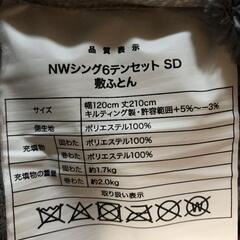 品質表示
NWシング6テンセット SD
敷ふとん
サイズ 幅120cm 丈210cm
キルティング製・許容範囲+5%~-3%
側生地 ポリエステル100%
充填物 固わた ポリエステル100%
巻わた ポリエステル100%
充填物の重量 固わた 約1.7kg
巻わた 約2.0kg
取り扱い表示